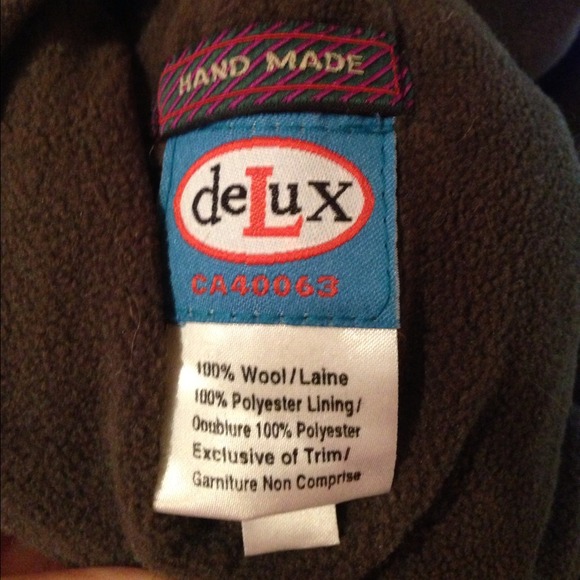 HAND MADE
deLux
CA40063
100% Wool/Laine
100% Polyester Lining/
Doublure 100% Polyester
Exclusive of Trim/
Garniture Non Comprise